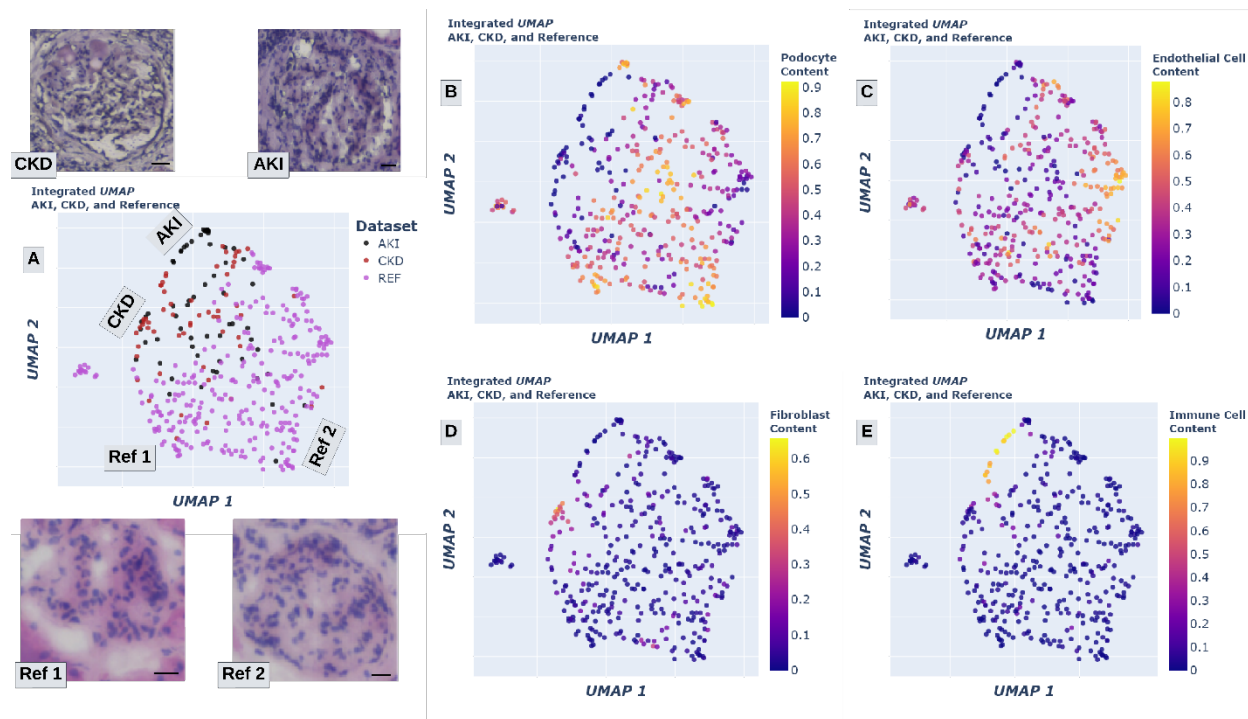 CKD
AKI
Integrated UMAP
AKI, CKD, and Reference
A
AKI
CKD
Ref 1
Ref 2
Dataset
AKI
CKD
REF
UMAP 2
UMAP 1
Ref 1
Ref 2
Integrated UMAP
AKI, CKD, and Reference
B
Podocyte
Content
0.9
0.8
0.7
0.6
0.5
0.4
0.3
0.2
0.1
0
UMAP 2
UMAP 1
Integrated UMAP
AKI, CKD, and Reference
C
Endothelial Cell
Content
0.8
0.7
0.6
0.5
0.4
0.3
0.2
0.1
0
UMAP 2
UMAP 1
Integrated UMAP
AKI, CKD, and Reference
D
Fibroblast
Content
0.6
0.5
0.4
0.3
0.2
0.1
0
UMAP 2
UMAP 1
Integrated UMAP
AKI, CKD, and Reference
E
Immune Cell
Content
0.9
0.8
0.7
0.6
0.5
0.4
0.3
0.2
0.1
0
UMAP 2
UMAP 1